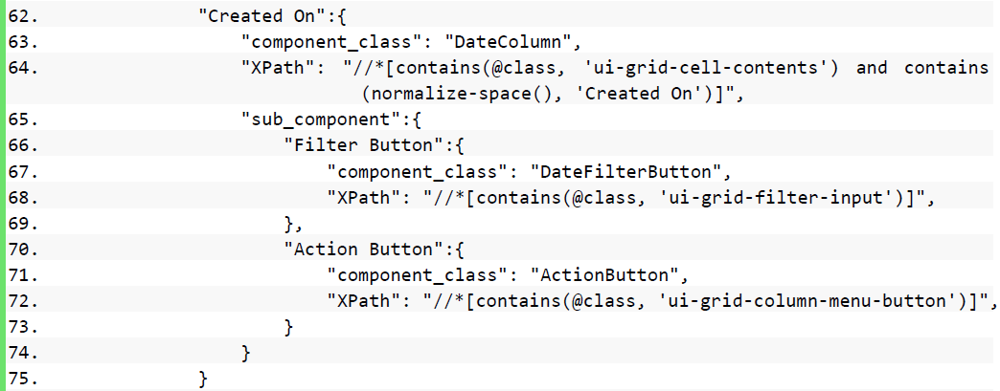 62. "Created On":{
63. "component_class": "DateColumn",
64. "XPath": "//*[contains(@class, 'ui-grid-cell-contents') and contains
(normalize-space(), 'Created On')]",
65. "sub_component":{
66. "Filter Button":{
67. "component_class": "DateFilterButton",
68. "XPath": "//*[contains(@class, 'ui-grid-filter-input')]",
69. },
70. "Action Button":{
71. "component_class": "ActionButton",
72. "XPath": "//*[contains(@class, 'ui-grid-column-menu-button')]",
73. }
74. }
75. }